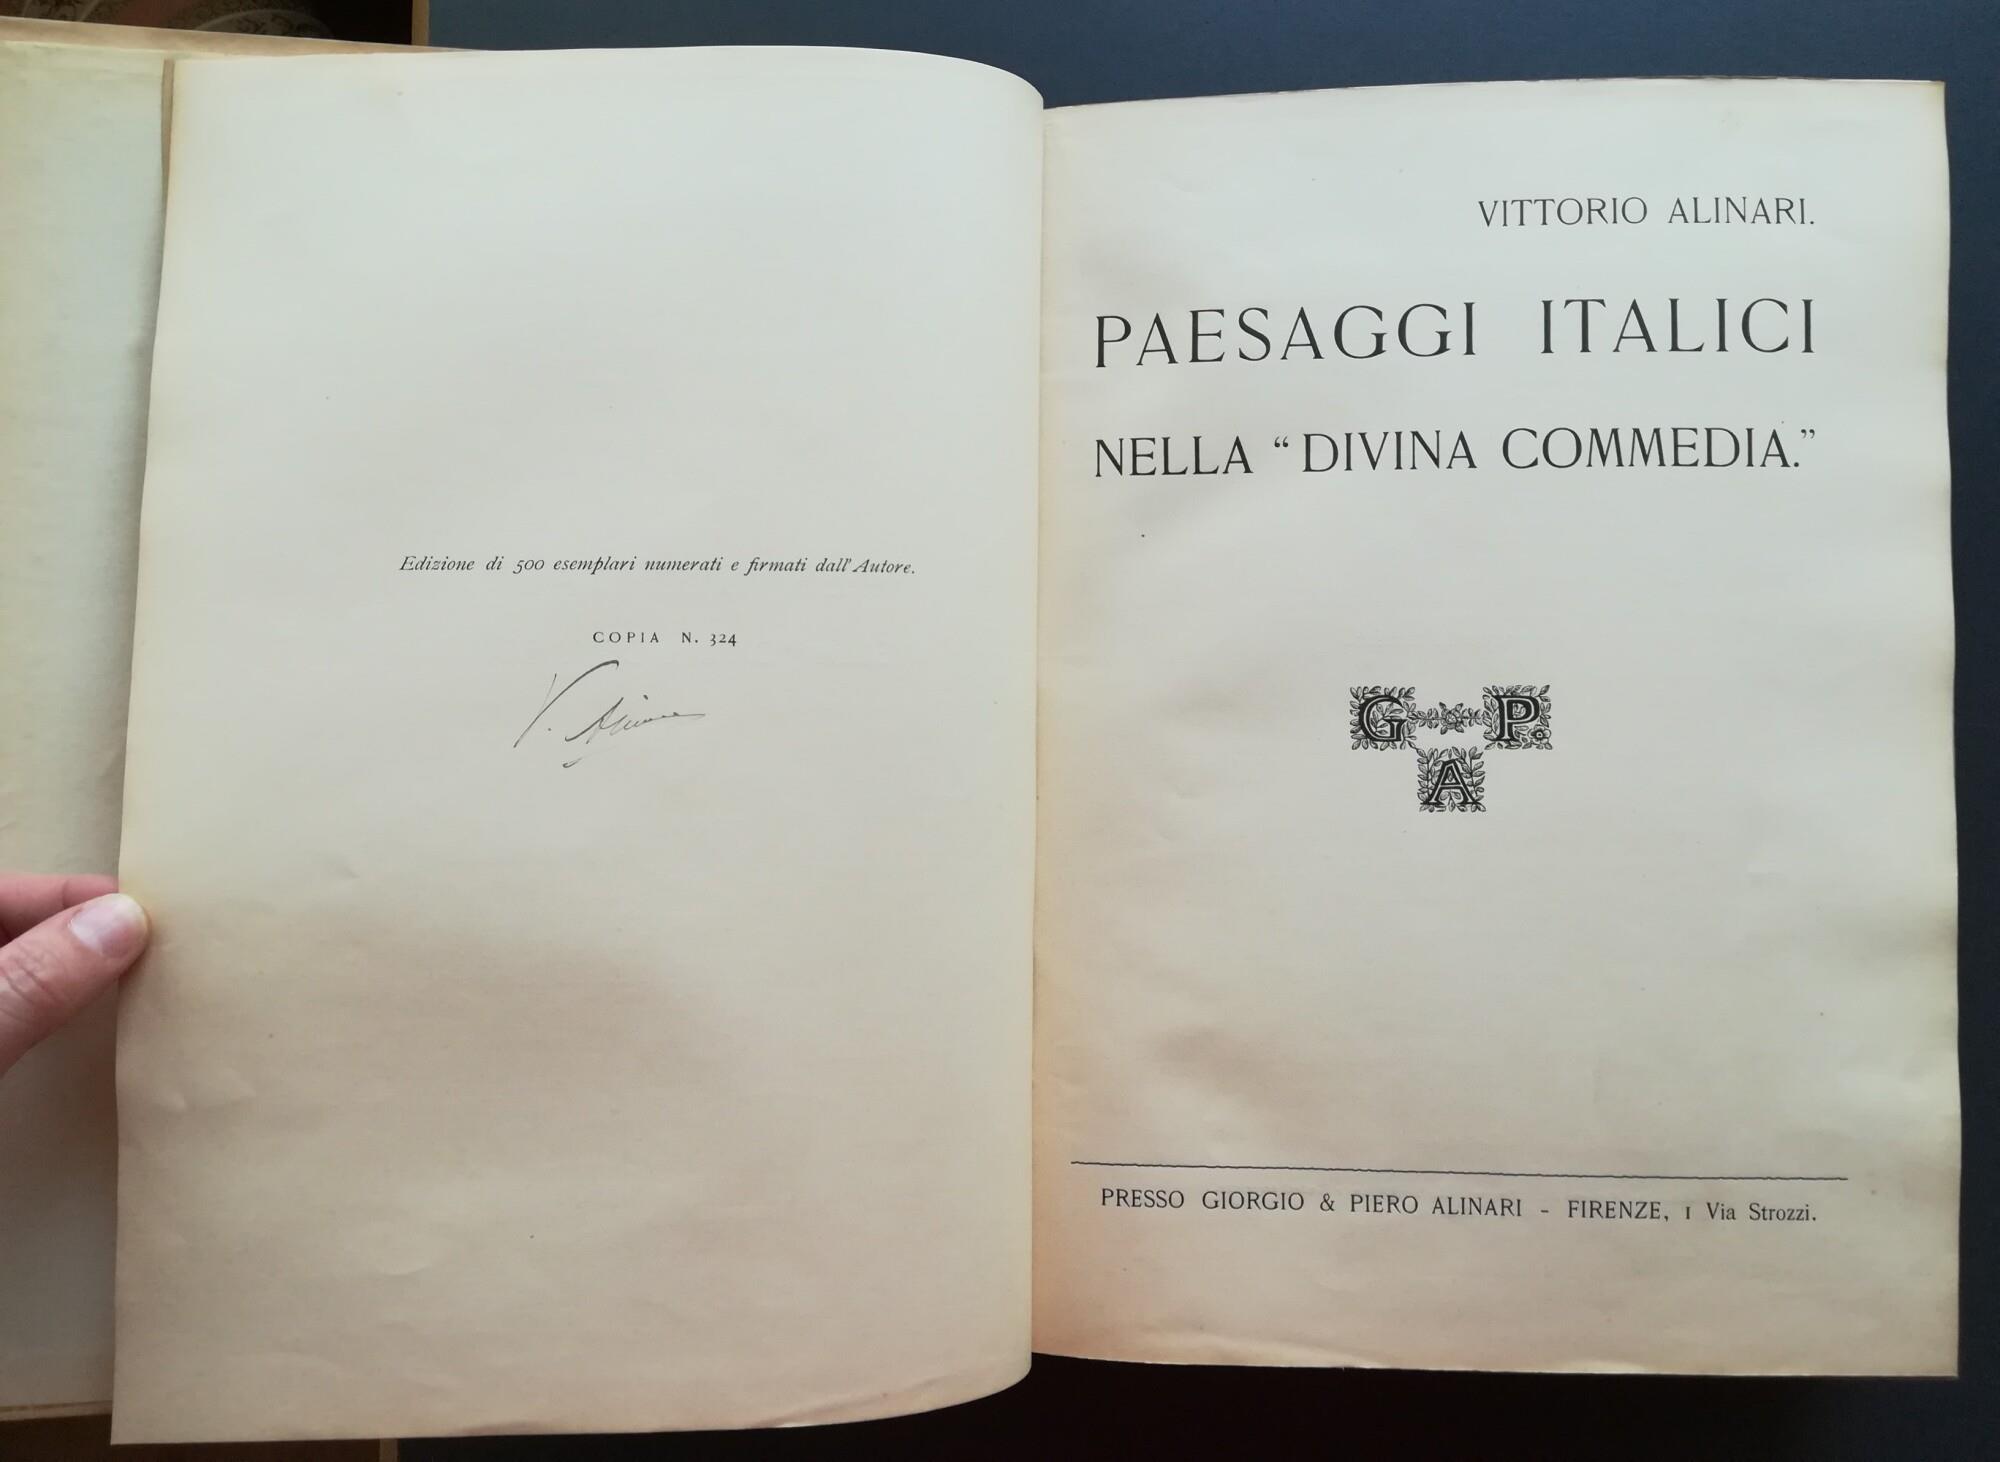 Edizione di 500 esemplari numerati e firmati dall'Autore.
COPIA N. 324
V. Alinari
VITTORIO ALINARI.
PAESAGGI ITALICI
NELLA “DIVINA COMMEDIA.”
G P.
A
PRESSO GIORGIO & PIERO ALINARI - FIRENZE, 1 Via Strozzi.